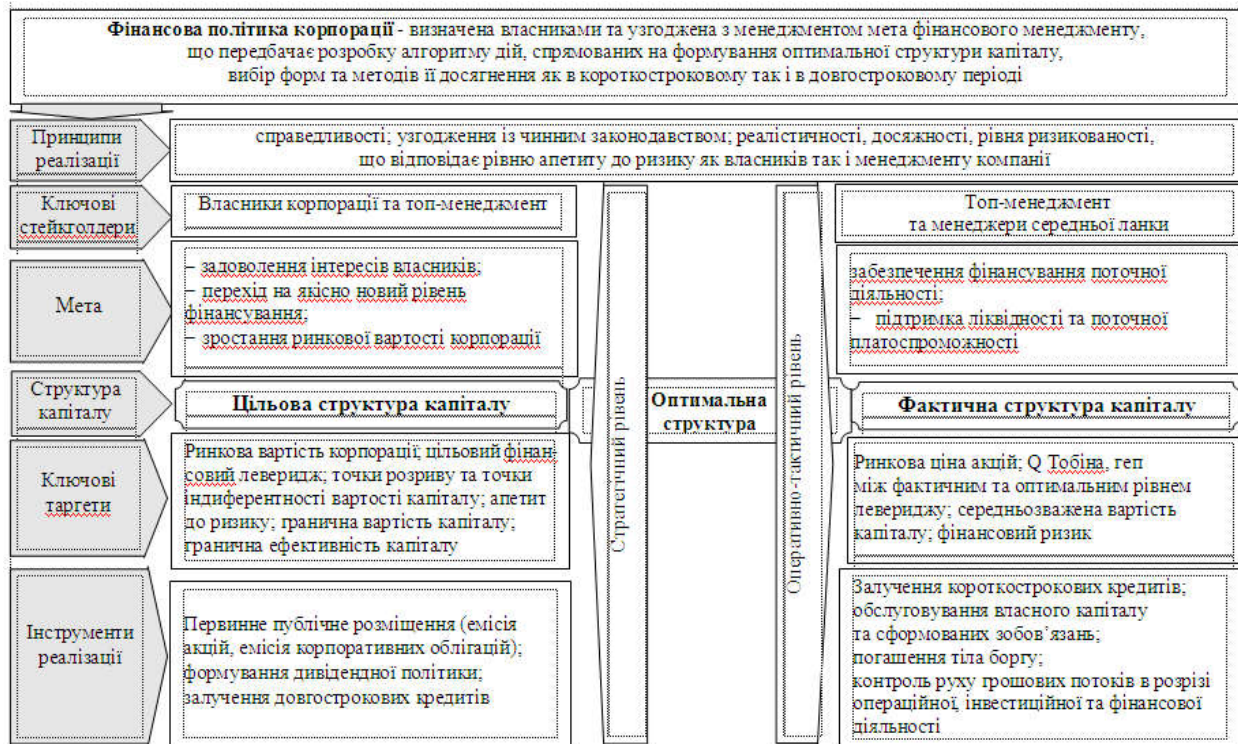 Фінансова політика корпорації - визначена власниками та узгоджена з менеджментом мета фінансового менеджменту,
що передбачає розробку алгоритму дій, спрямованих на формування оптимальної структури капіталу,
вибір форм та методів її досягнення як в короткостроковому так і в довгостроковому періоді
Принципи
реалізації
справедливості; узгодження із чинним законодавством; реалістичності, досяжності, рівня ризикованості,
що відповідає рівню апетиту до ризику як власників так і менеджменту компанії
Ключові
стейкголдери
Власники корпорації та топ-менеджмент
Топ-менеджмент
та менеджери середньої ланки
Мета
– задоволення інтересів власників;
– перехід на якісно новий рівень
фінансування;
– зростання ринкової вартості корпорації
забезпечення фінансування поточної
діяльності;
– підтримка ліквідності та поточної
платоспроможності
Стратегічний рівень
Оперативно-тактичний рівень
Структура
капіталу
Цільова структура капіталу
Оптимальна
структура
Фактична структура капіталу
Ключові
таргети
Ринкова вартість корпорації; цільовий фінан-
совий леверидж; точки розриву та точки
індиферентності вартості капіталу; апетит
до ризику; гранична вартість капіталу;
гранична ефективність капіталу
Ринкова ціна акцій; Q Тобіна, геп
між фактичним та оптимальним рівнем
левериджу; середньозважена вартість
капіталу; фінансовий ризик
Інструменти
реалізації
Первинне публічне розміщення (емісія
акцій, емісія корпоративних облігацій);
формування дивідендної політики;
залучення довгострокових кредитів
Залучення короткострокових кредитів;
обслуговування власного капіталу
та сформованих зобов’язань;
погашення тіла боргу;
контроль руху грошових потоків в розрізі
операційної, інвестиційної та фінансової
діяльності